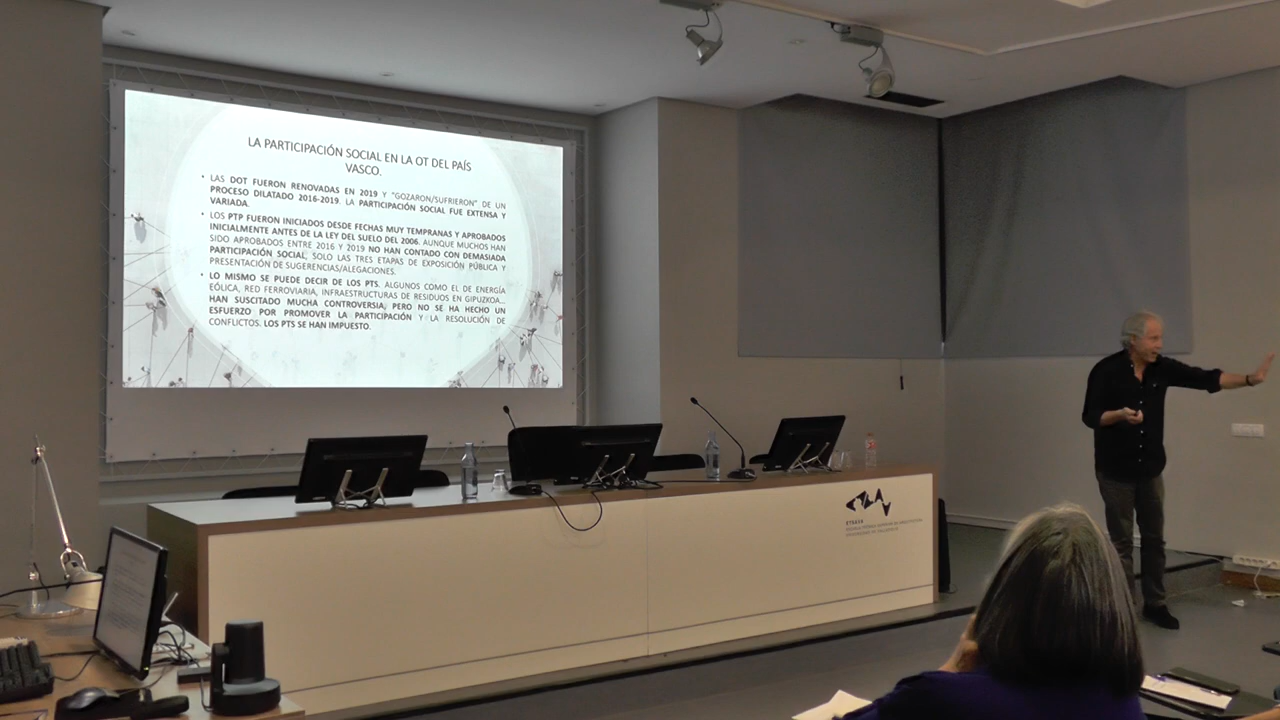 LA PARTICIPACIÓN SOCIAL EN LA OT DEL PAÍS
VASCO.
• LAS DOT FUERON RENOVADAS EN 2019 Y "GOZARON/SUFRIERON" DE UN
PROCESO DILATADO 2016-2019. LA PARTICIPACIÓN SOCIAL FUE EXTENSA Y
VARIADA.
• LOS PTP FUERON INICIADOS DESDE FECHAS MUY TEMPRANAS Y APROBADOS
INICIALMENTE ANTES DE LA LEY DEL SUELO DEL 2006. AUNQUE MUCHOS HAN
SIDO APROBADOS ENTRE 2016 Y 2019 NO HAN CONTADO CON DEMASIADA
PARTICIPACIÓN SOCIAL, SOLO LAS TRES ETAPAS DE EXPOSICIÓN PÚBLICA Y
PRESENTACIÓN DE SUGERENCIAS/ALEGACIONES.
• LO MISMO SE PUEDE DECIR DE LOS PTS. ALGUNOS COMO EL DE ENERGÍA
EÓLICA, RED FERROVIARIA, INFRAESTRUCTURAS DE RESIDUOS EN GIPUZKOA...
HAN SUSCITADO MUCHA CONTROVERSIA, PERO NO SE HA HECHO UN
ESFUERZO POR PROMOVER LA PARTICIPACIÓN Y LA RESOLUCIÓN DE
CONFLICTOS. LOS PTS SE HAN IMPUESTO.